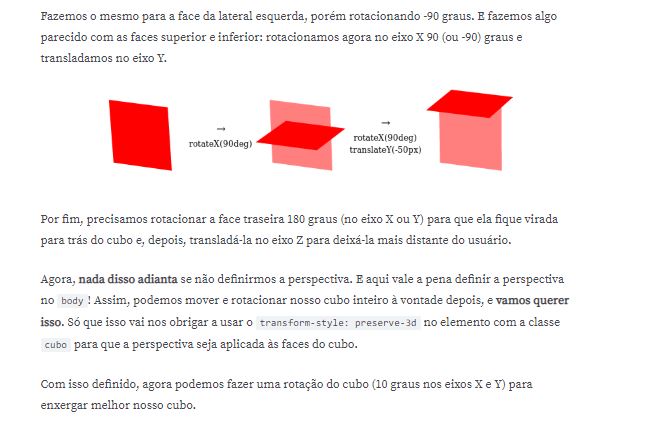 Fazemos o mesmo para a face da lateral esquerda, porém rotacionando -90 graus. E fazemos algo
parecido com as faces superior e inferior: rotacionamos agora no eixo X 90 (ou -90) graus e
transladamos no eixo Y.
→
rotateX(90deg)
→
rotateX(90deg)
translateY(-50px)
Por fim, precisamos rotacionar a face traseira 180 graus (no eixo X ou Y) para que ela fique virada
para trás do cubo e, depois, transladá-la no eixo Z para deixá-la mais distante do usuário.
Agora, nada disso adianta se não definirmos a perspectiva. E aqui vale a pena definir a perspectiva
no body! Assim, podemos mover e rotacionar nosso cubo inteiro à vontade depois, e vamos querer
isso. Só que isso vai nos obrigar a usar o transform-style: preserve-3d no elemento com a classe
cubo para que a perspectiva seja aplicada às faces do cubo.
Com isso definido, agora podemos fazer uma rotação do cubo (10 graus nos eixos X e Y) para
enxergar melhor nosso cubo.